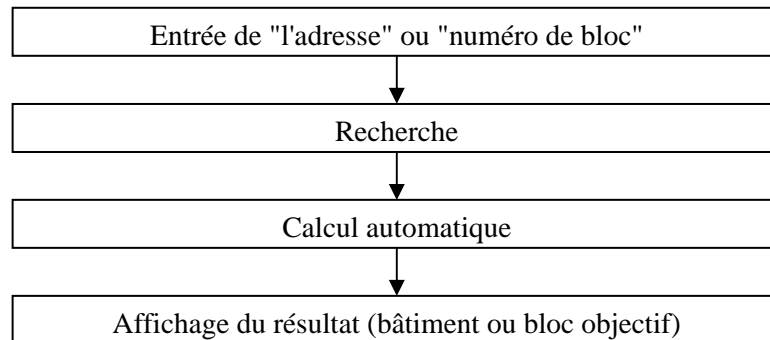 Entrée de "l'adresse" ou "numéro de bloc"
Recherche
Calcul automatique
Affichage du résultat (bâtiment ou bloc objectif)